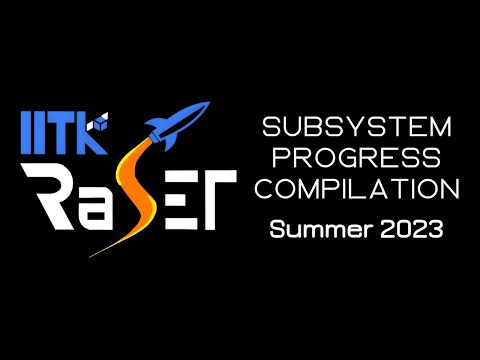 IITK
RaSET
SUBSYSTEM
PROGRESS
COMPILATION
Summer 2023